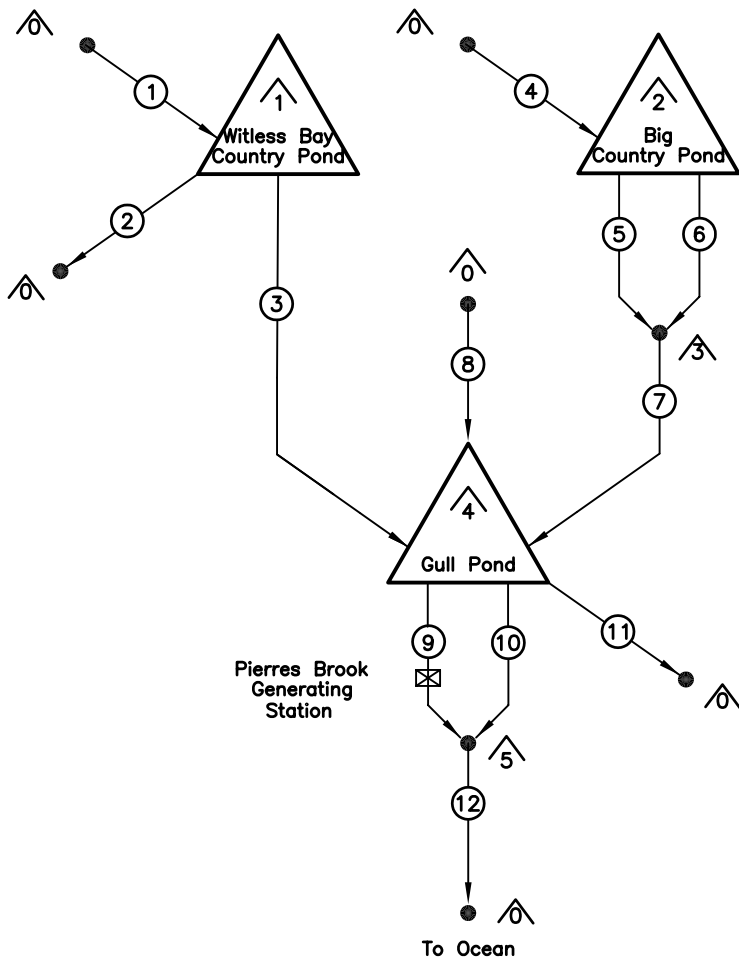 0
0
1
2
1
4
Witless Bay
Country Pond
Big
Country Pond
2
5
6
0
0
3
3
8
7
4
Gull Pond
9
10
11
Pierres Brook
Generating
Station
0
5
12
0
To Ocean